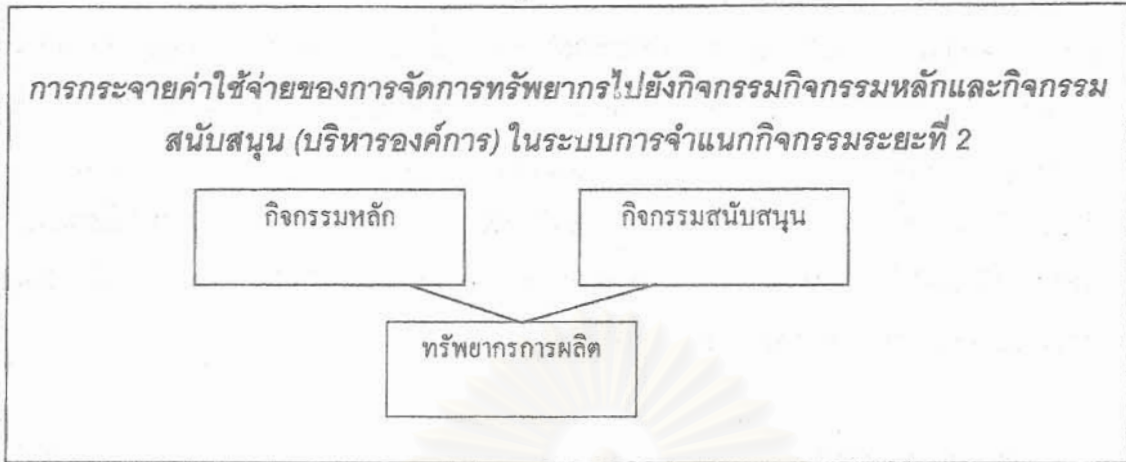 การกระจายค่าใช้จ่ายของการจัดการทรัพยากรไปยังกิจกรรมกิจกรรมหลักและกิจกรรม
สนับสนุน (บริหารองค์การ) ในระบบการจำแนกกิจกรรมระยะที่ 2
กิจกรรมหลัก กิจกรรมสนับสนุน
ทรัพยากรการผลิต